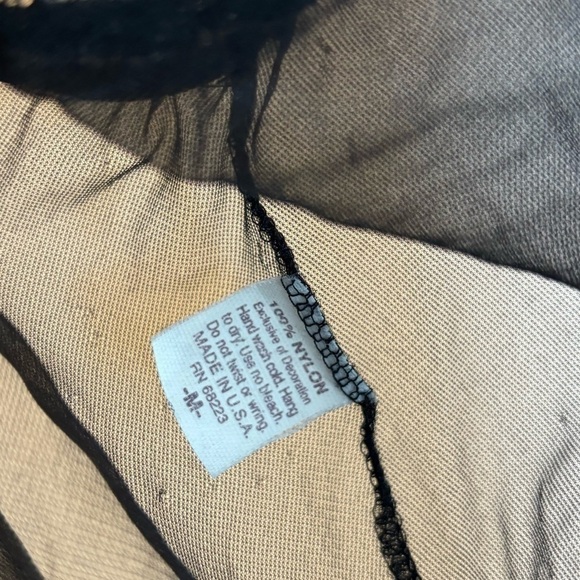 100% NYLON
Exclusive of Decoration
Hand wash cold. Hang
to dry. Use no bleach.
Do not twist or wring.
MADE IN U.S.A.
RN 68223
-M-